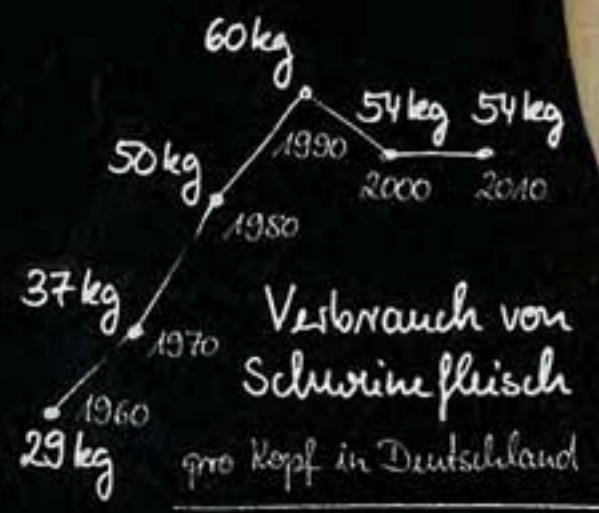 60kg
54kg 54kg
1990
50kg
2000 2010
1980
37kg
Verbrauch von
1970
Schweinefleisch
1960
29kg
pro Kopf in Deutschland